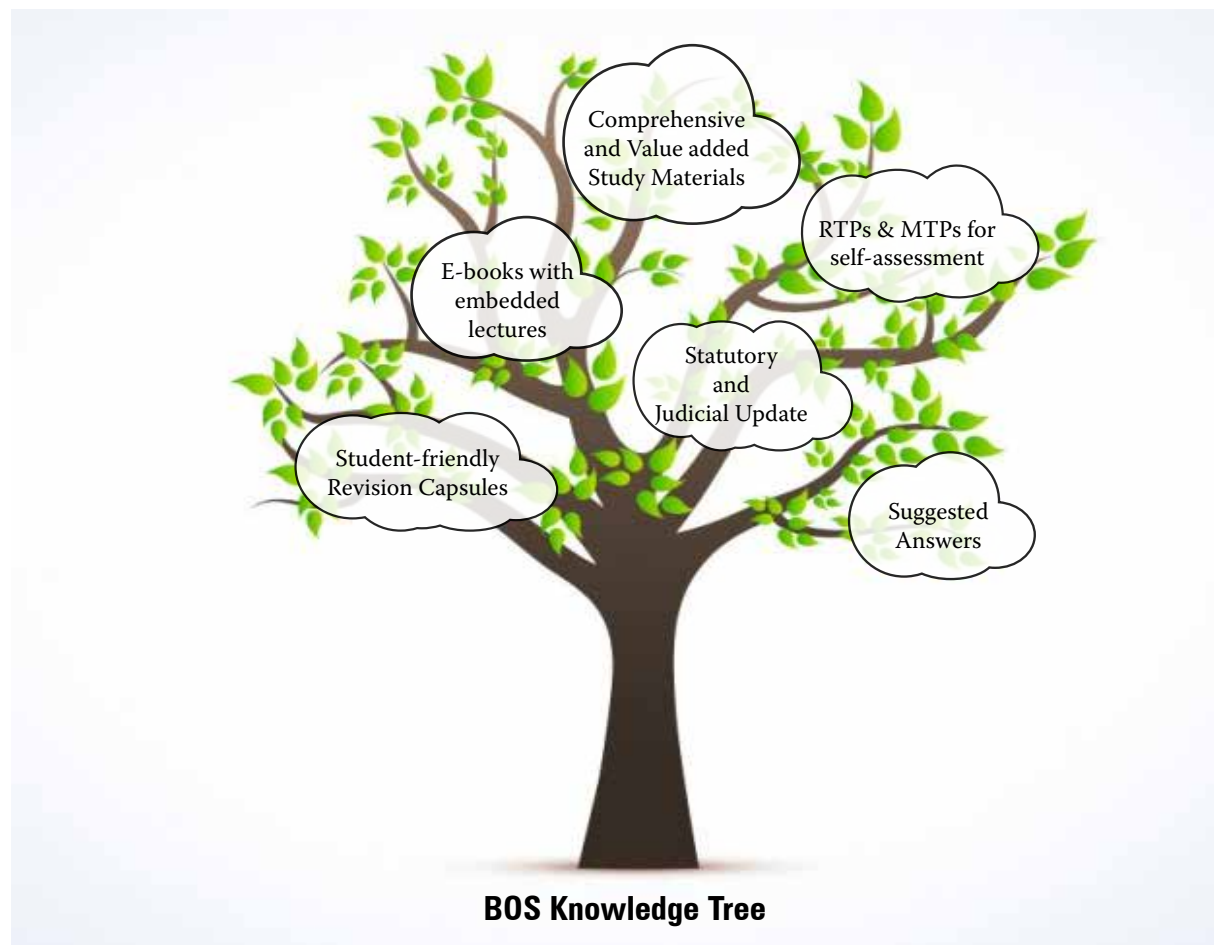 Comprehensive
and Value added
Study Materials
RTPs & MTPs for
self-assessment
E-books with
embedded
lectures
Statutory
and
Judicial Update
Student-friendly
Revision Capsules
Suggested
Answers
BOS Knowledge Tree